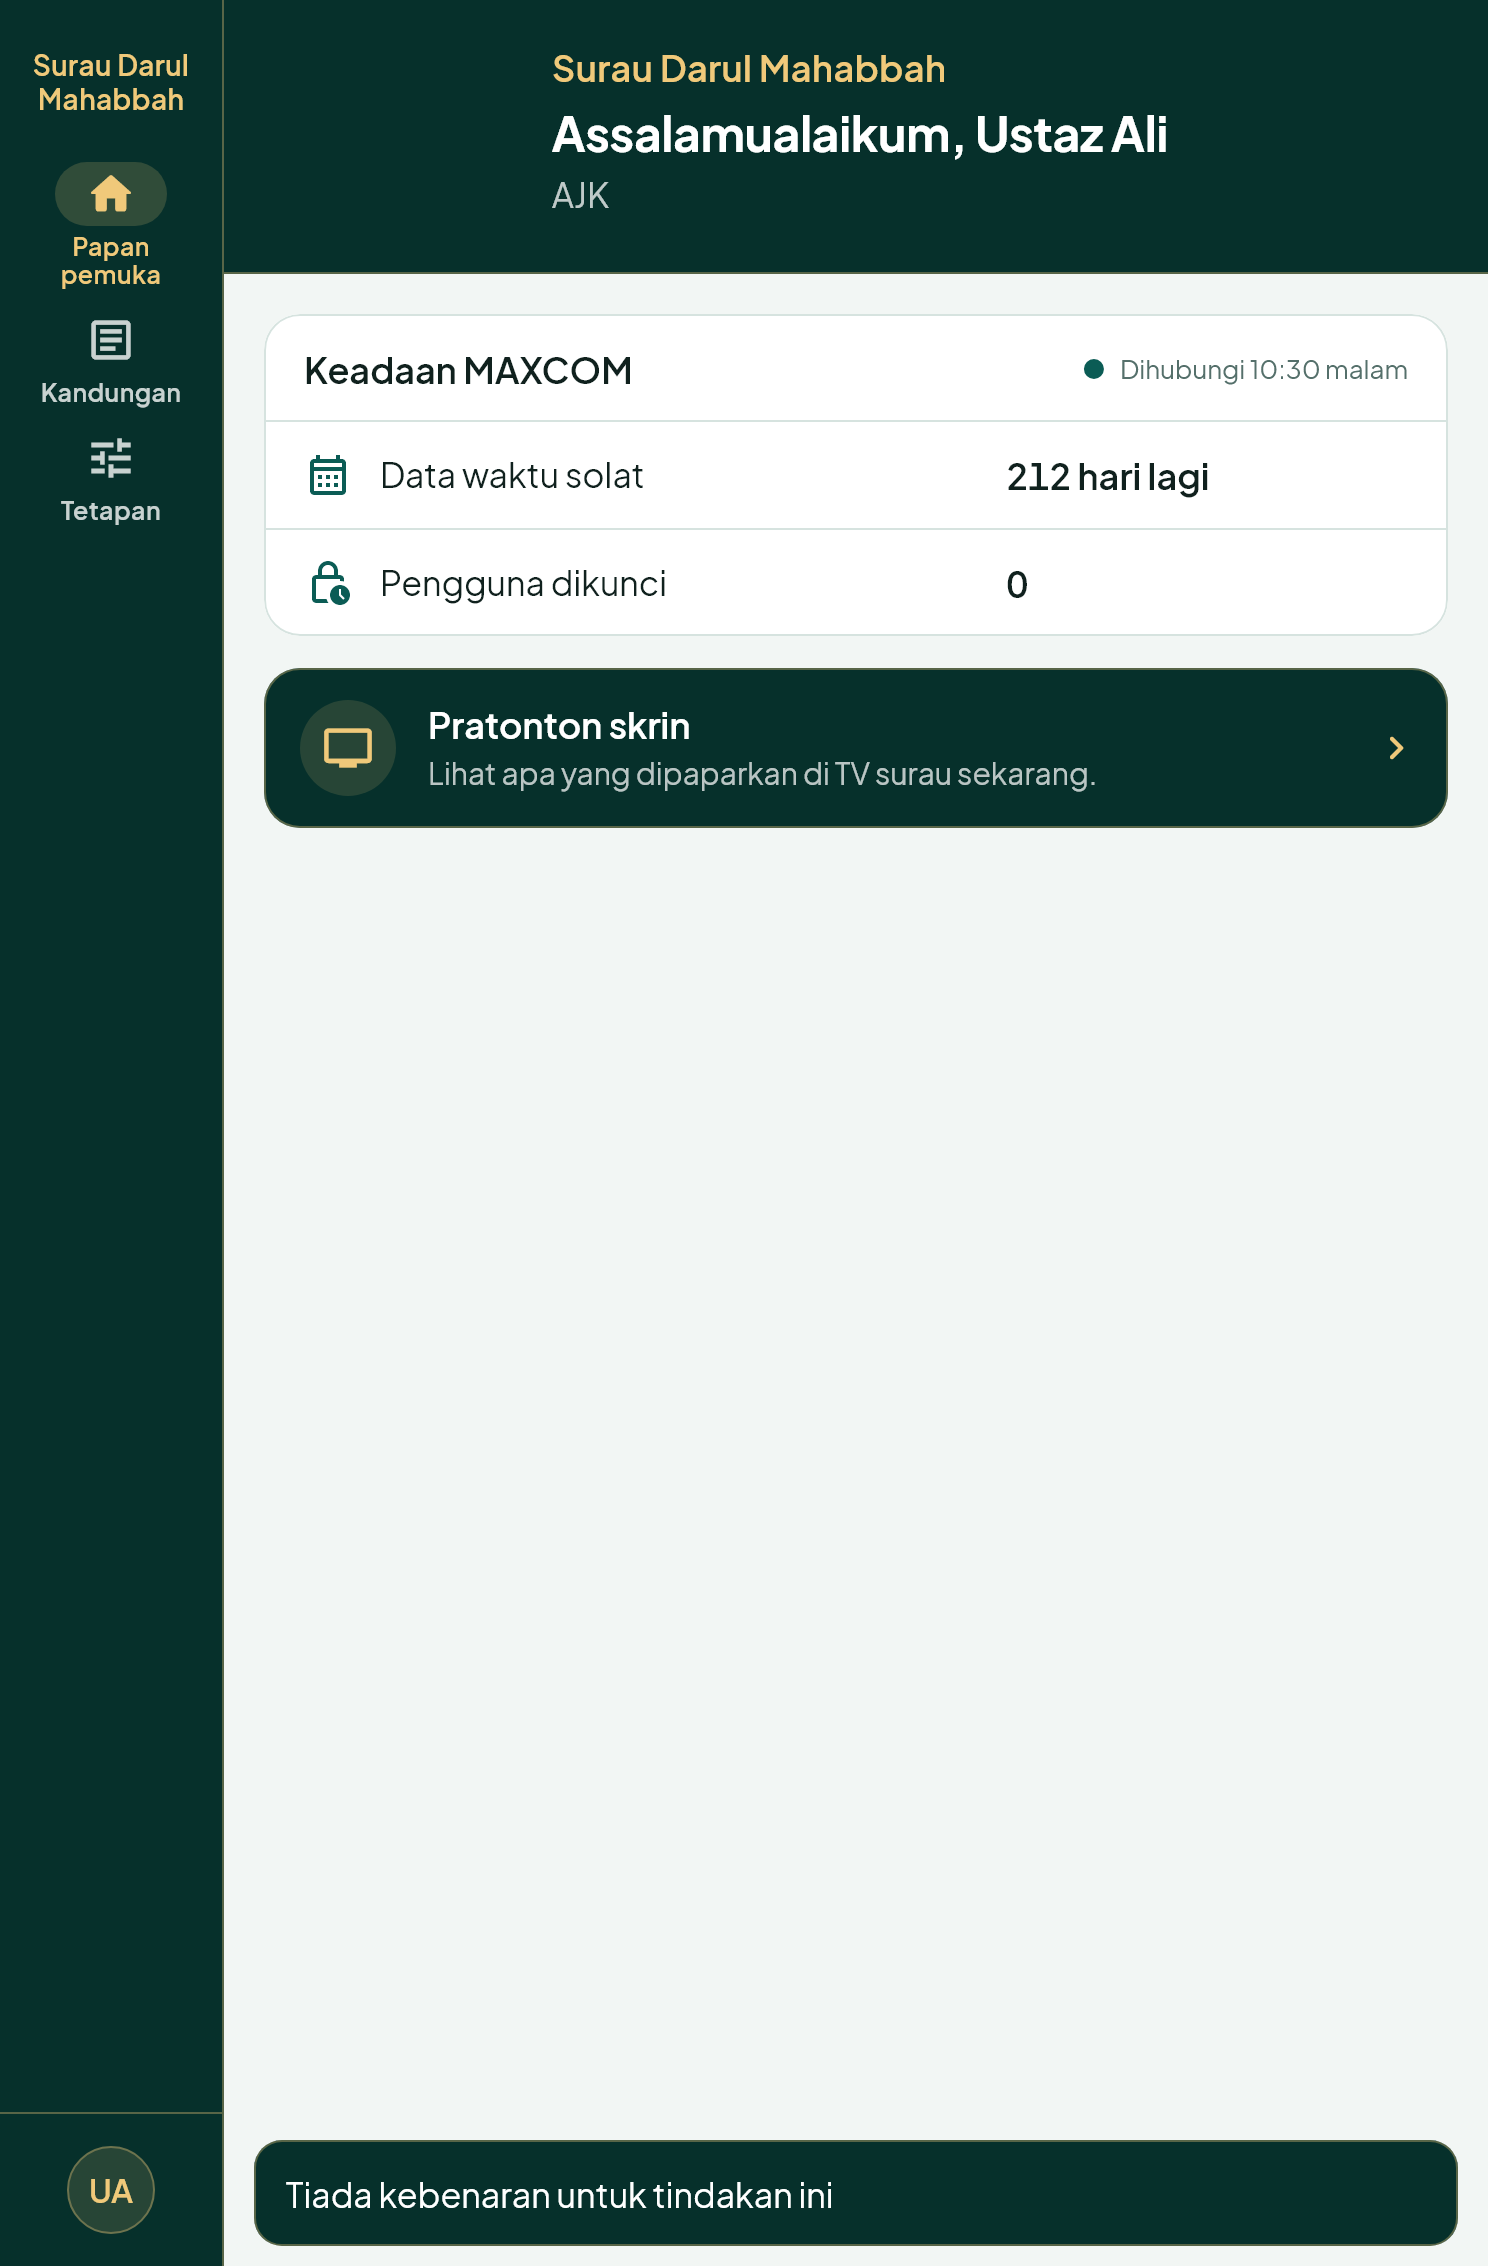 Surau Darul
Mahabbah
Papan
pemuka
Kandungan
Tetapan
UA
Surau Darul Mahabbah
Assalamualaikum, Ustaz Ali
AJK
Keadaan MAXCOM
Dihubungi 10:30 malam
Data waktu solat
212 hari lagi
Pengguna dikunci
0
Pratonton skrin
Lihat apa yang dipaparkan di TV surau sekarang.
Tiada kebenaran untuk tindakan ini